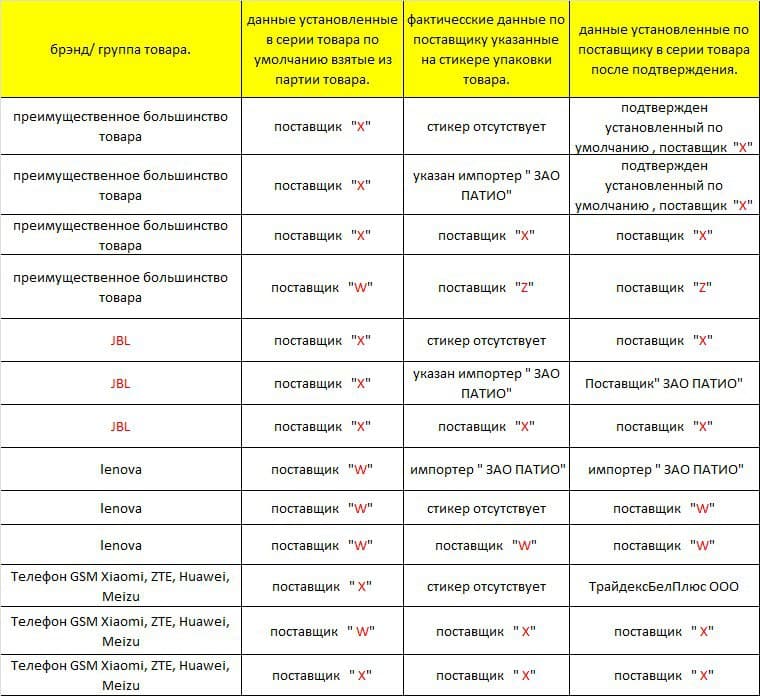 брэнд/ группа товара.
данные установленные
в серии товара по
умолчанию взятые из
партии товара.
фактичесские данные по
поставщику указанные
на стикере упаковки
товара.
данные установленные по
поставщику в серии товара
после подтверждения.
преимущественное большинство
товара
поставщик "X"
стикер отсутствует
подтвержден
установленный по
умолчанию , поставщик "X"
преимущественное большинство
товара
поставщик "X"
указан импортер " ЗАО
ПАТИО"
подтвержден
установленный по
умолчанию , поставщик "X"
преимущественное большинство
товара
поставщик "X"
поставщик "X"
поставщик "X"
преимущественное большинство
товара
поставщик "W"
поставщик "Z"
поставщик "Z"
JBL
поставщик "X"
стикер отсутствует
поставщик "X"
JBL
поставщик "X"
указан импортер " ЗАО
ПАТИО"
Поставщик" ЗАО ПАТИО"
JBL
поставщик "X"
поставщик "X"
поставщик "X"
lenova
поставщик "W"
импортер " ЗАО ПАТИО"
импортер " ЗАО ПАТИО"
lenova
поставщик "W"
стикер отсутствует
поставщик "W"
lenova
поставщик "W"
поставщик "W"
поставщик "W"
Телефон GSM Xiaomi, ZTE, Huawei,
Meizu
поставщик " X"
стикер отсутствует
ТрайдексБелПлюс ООО
Телефон GSM Xiaomi, ZTE, Huawei,
Meizu
поставщик " W"
поставщик " X"
поставщик " X"
Телефон GSM Xiaomi, ZTE, Huawei,
Meizu
поставщик " X"
поставщик " X"
поставщик " X"